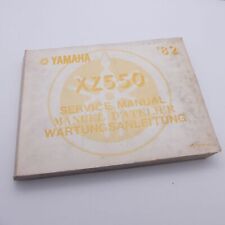 YAMAHA '82
XZ550
SERVICE MANUAL
MANUEL D'ATELIER
WARTUNGSANLEITUNG